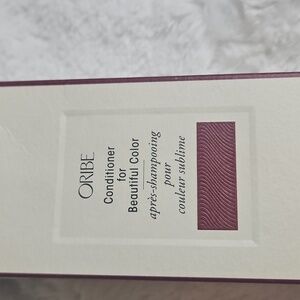 ORIBE
Conditioner
for
Beautiful Color
après-shampooing
pour
couleur sublime